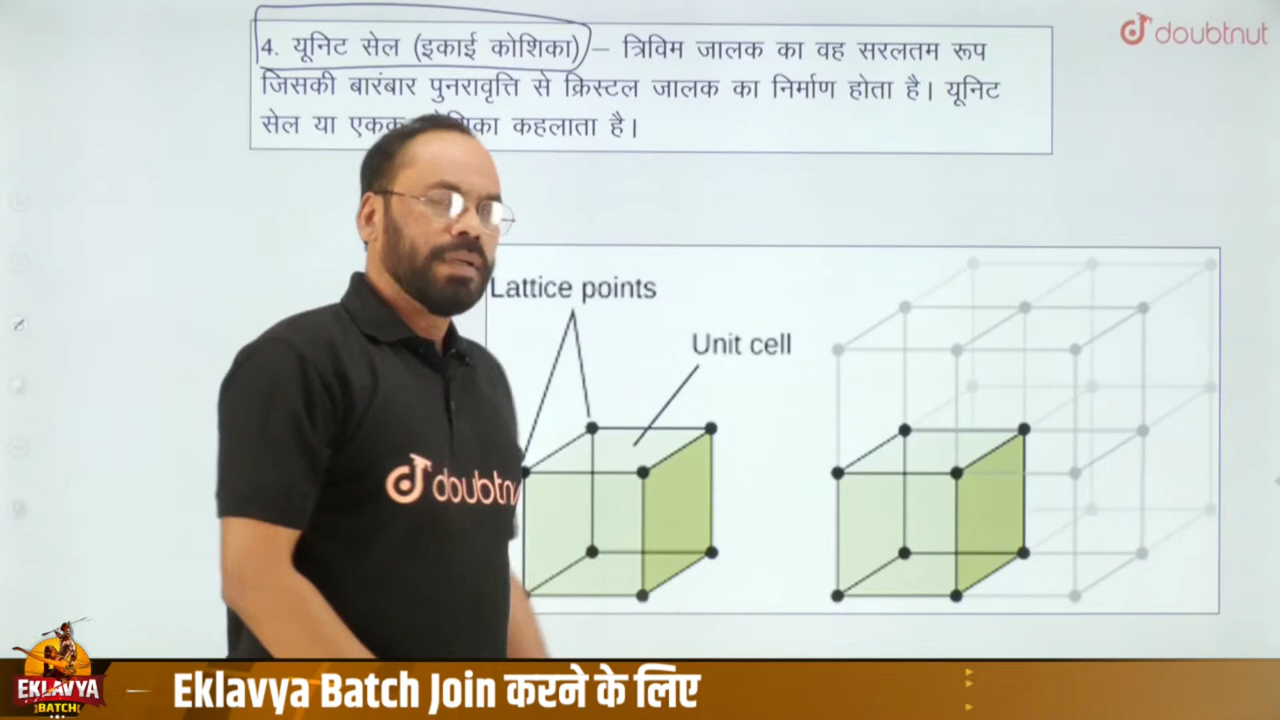 4. यूनिट सेल (इकाई कोशिका) – त्रिविम जालक का वह सरलतम रूप
जिसकी बारंबार पुनरावृत्ति से क्रिस्टल जालक का निर्माण होता है। यूनिट
सेल या कहलाता है।
doubtnut
Lattice points
Unit cell
doubtn
EKLAVYA
BATCH
Eklavya Batch Join करने के लिए